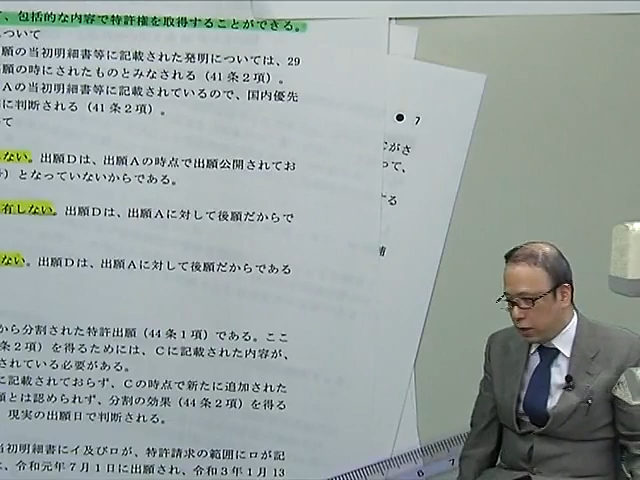 、包括的な内容で特許権を取得することができる。
ついて
願の当初明細書等に記載された発明については、29
願の時にされたものとみなされる（41条2項）。
Aの当初明細書等に記載されているので、国内優先
に判断される（41条2項）。
いて
ない。出願Dは、出願Aの時点で出願公開されてお
）となっていないからである。
有しない。出願Dは、出願Aに対して後願だからで
ない。出願Dは、出願Aに対して後願だからである
から分割された特許出願（44条1項）である。ここ
条2項）を得るためには、Cに記載された内容が、
されている必要がある。
に記載されておらず、Cの時点で新たに追加された
願とは認められず、分割の効果（44条2項）を得る
現実の出願日で判断される。
当初明細書にイ及びロが、特許請求の範囲にロが記
、令和元年7月1日に出願され、令和3年1月13
● 7
がさ
って、
する
6 7